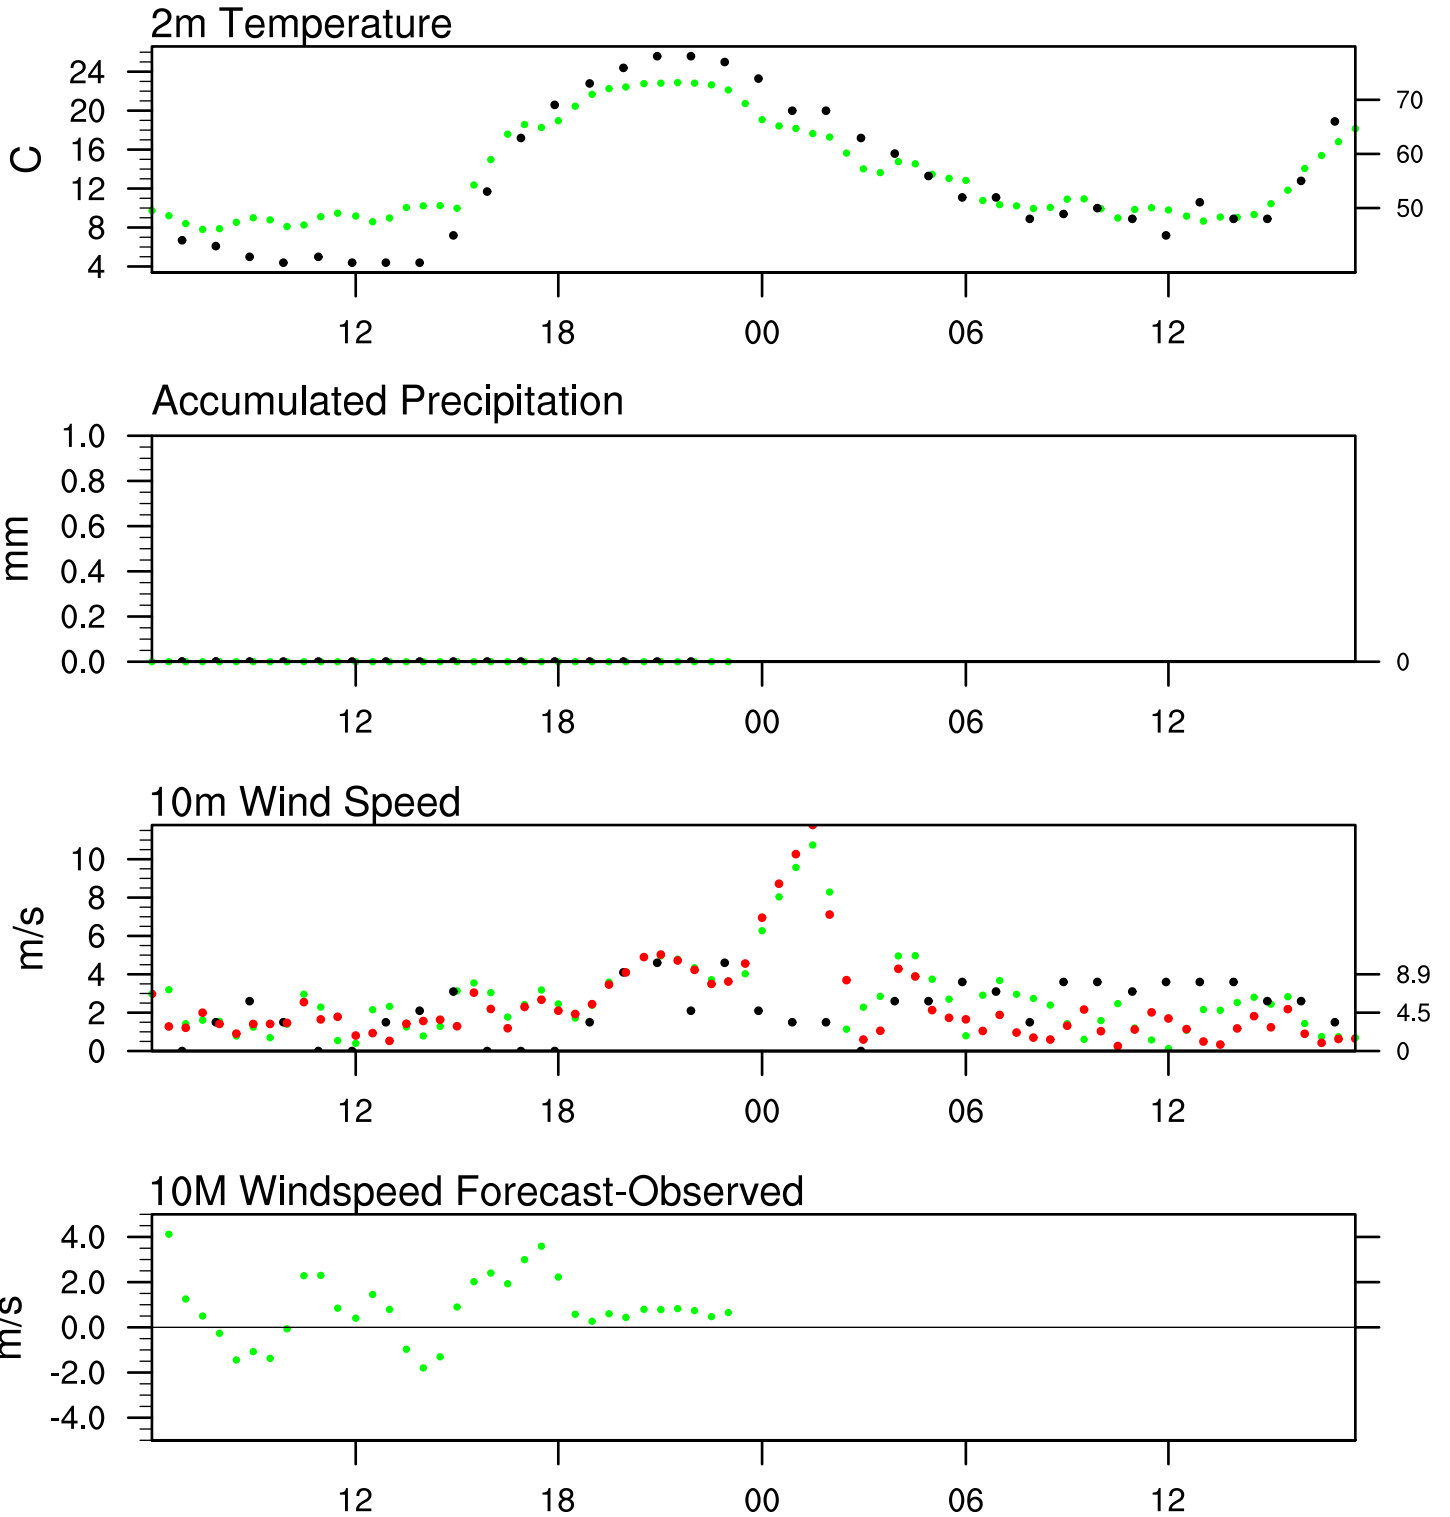 2m Temperature
24
20
16
12
8
4
C
70
60
50
12 18 00 06 12
Accumulated Precipitation
1.0
0.8
0.6
0.4
0.2
0.0
mm
0
12 18 00 06 12
10m Wind Speed
10
8
6
4
2
0
m/s
8.9
4.5
0
12 18 00 06 12
10M Windspeed Forecast-Observed
4.0
2.0
0.0
-2.0
-4.0
m/s
12 18 00 06 12